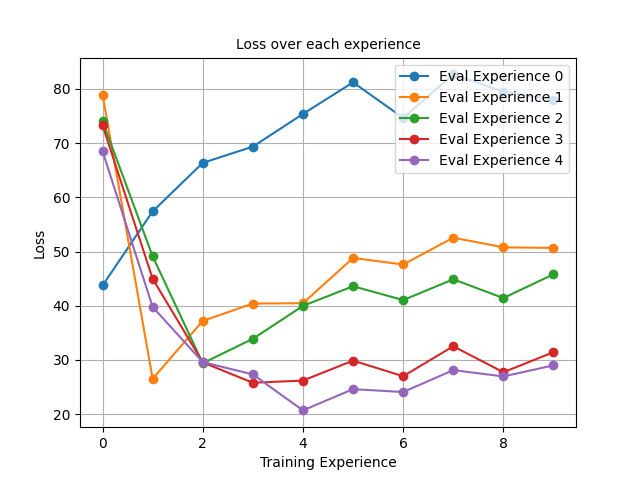 Loss over each experience
Eval Experience 0
Eval Experience 1
Eval Experience 2
Eval Experience 3
Eval Experience 4
Loss
80
70
60
50
40
30
20
0 2 4 6 8
Training Experience